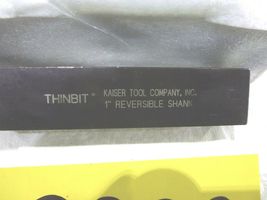 THINBIT® KAISER TOOL COMPANY, INC.
1" REVERSIBLE SHANK